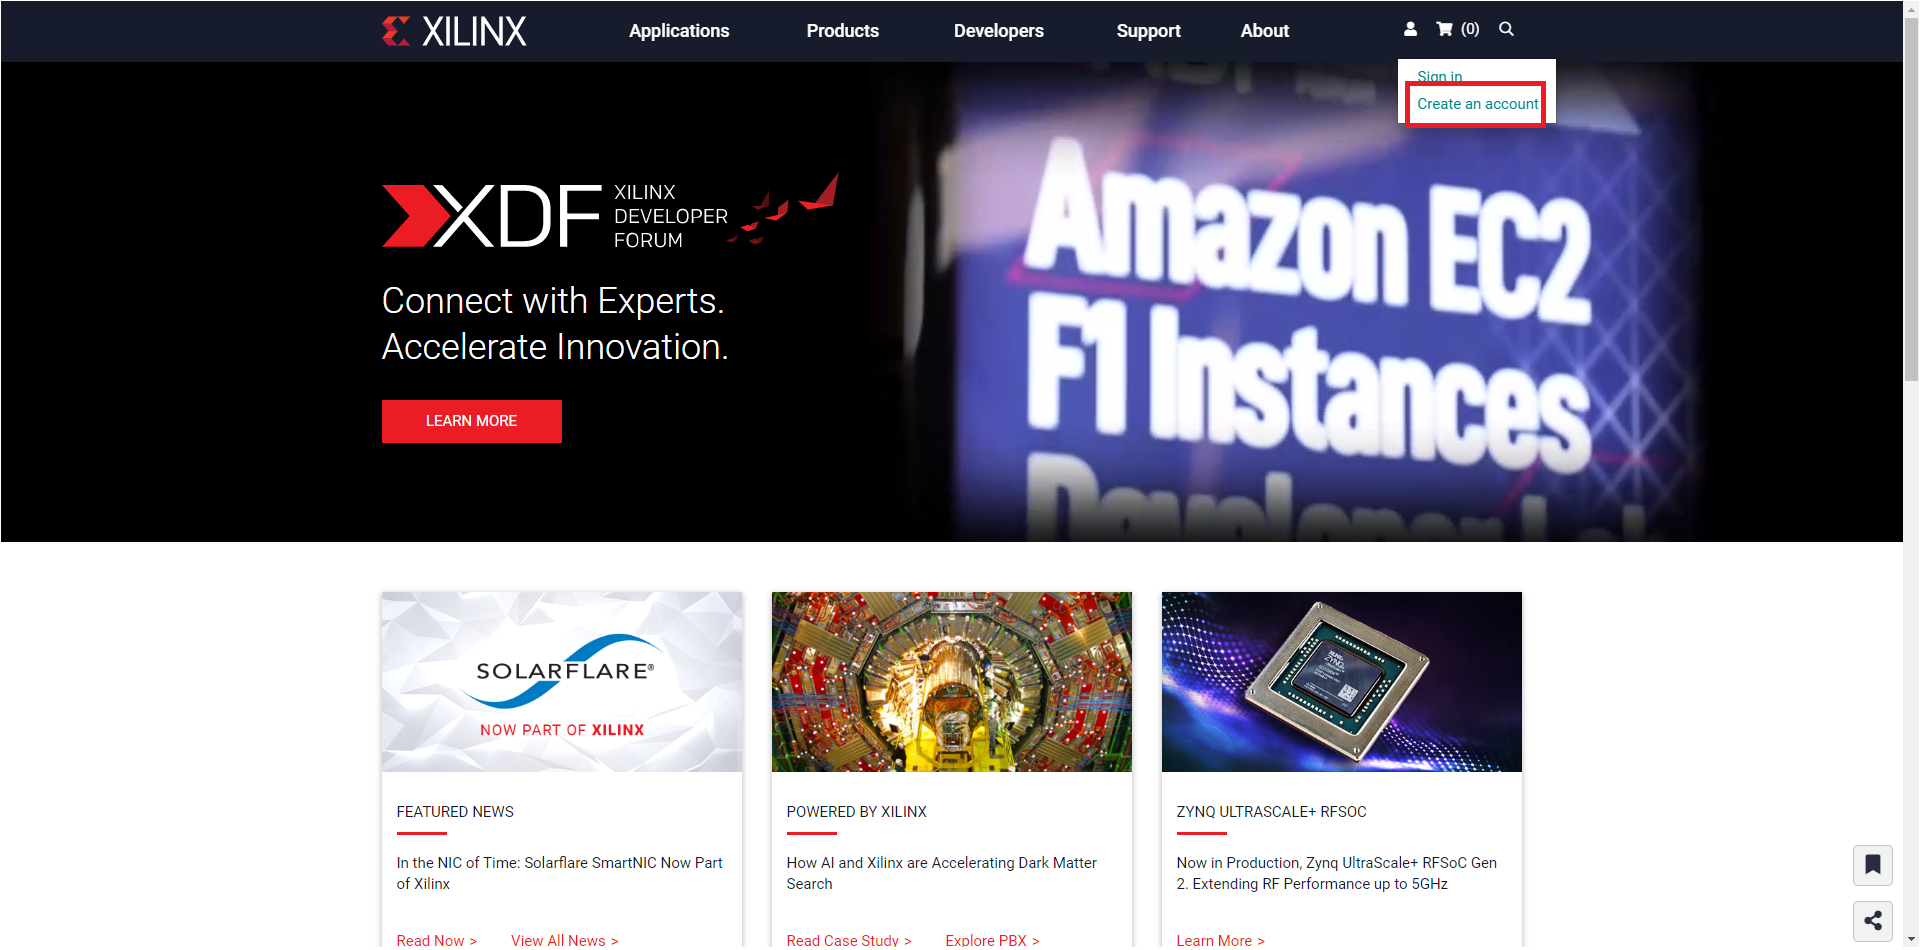 XILINX
Applications
Products
Developers
Support
About
(0)
Sign in
Create an account
XDF
XILINX
DEVELOPER
FORUM
Connect with Experts.
Accelerate Innovation.
LEARN MORE
Amazon EC2
F1 Instances
SOLARFLARE®
NOW PART OF XILINX
ZYNQ
FEATURED NEWS
In the NIC of Time: Solarflare SmartNIC Now Part
of Xilinx
Read Now >
View All News >
POWERED BY XILINX
How AI and Xilinx are Accelerating Dark Matter
Search
Read Case Study >
Explore PBX >
ZYNQ ULTRASCALE+ RFSOC
Now in Production, Zynq UltraScale+ RFSoC Gen
2. Extending RF Performance up to 5GHz
Learn More >